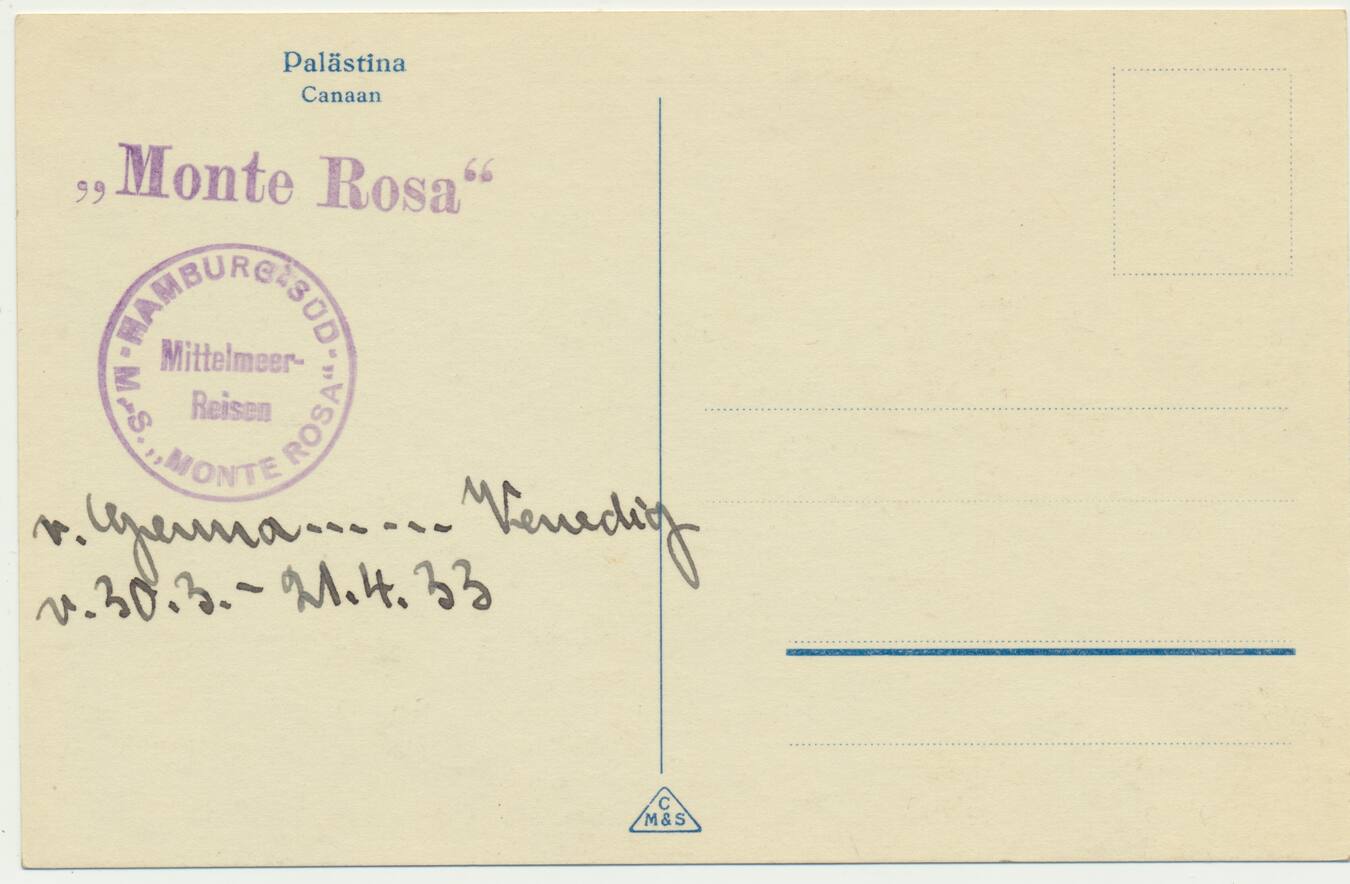 Palästina
Canaan
„Monte Rosa“
HAMBURG-SÜD
Mittelmeer-
Reisen
M.S. „MONTE ROSA“
v. Genua ------ Venedig
v. 30.3. - 21.4.33
C
M&S